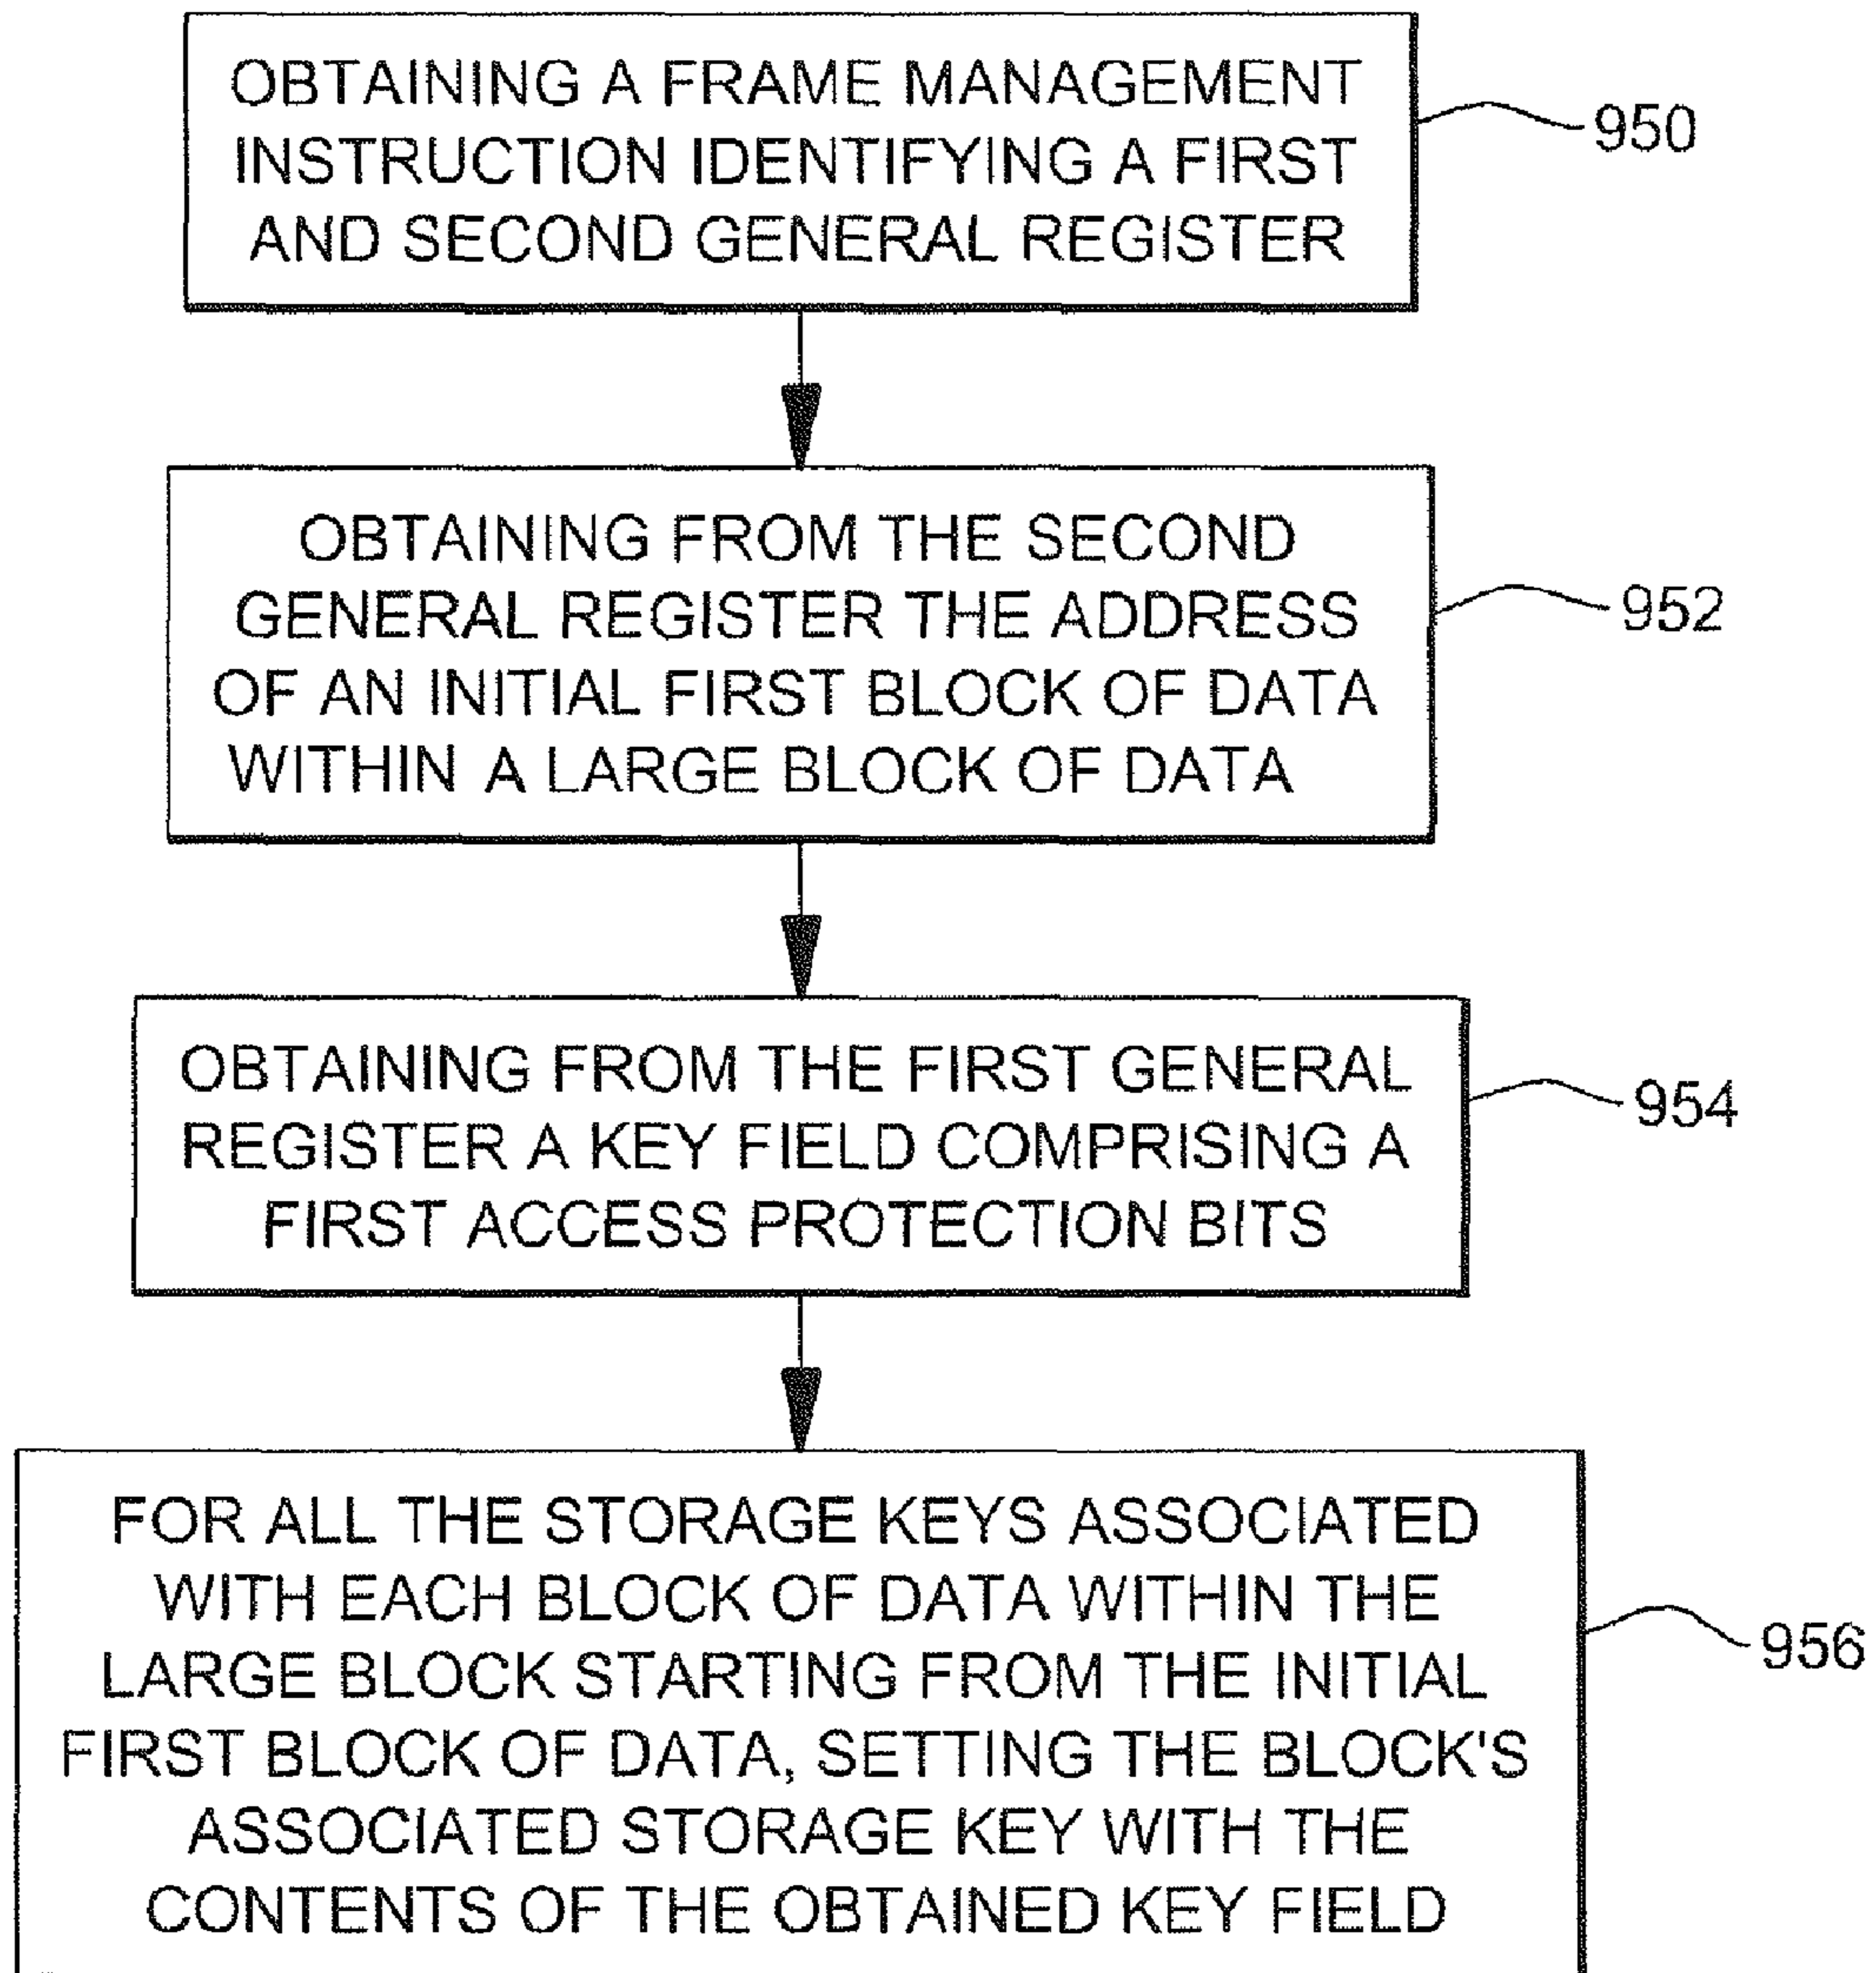 OBTAINING A FRAME MANAGEMENT
INSTRUCTION IDENTIFYING A FIRST
AND SECOND GENERAL REGISTER
950
OBTAINING FROM THE SECOND
GENERAL REGISTER THE ADDRESS
OF AN INITIAL FIRST BLOCK OF DATA
WITHIN A LARGE BLOCK OF DATA
952
OBTAINING FROM THE FIRST GENERAL
REGISTER A KEY FIELD COMPRISING A
FIRST ACCESS PROTECTION BITS
954
FOR ALL THE STORAGE KEYS ASSOCIATED
WITH EACH BLOCK OF DATA WITHIN THE
LARGE BLOCK STARTING FROM THE INITIAL
FIRST BLOCK OF DATA, SETTING THE BLOCK'S
ASSOCIATED STORAGE KEY WITH THE
CONTENTS OF THE OBTAINED KEY FIELD
956